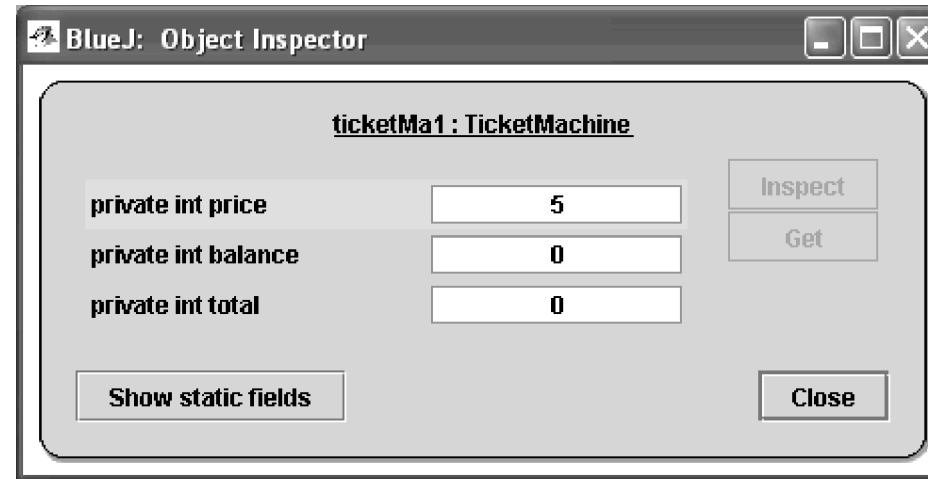 BlueJ: Object Inspector
ticketMa1 : TicketMachine
Inspect
private int price 5
Get
private int balance 0
private int total 0
Show static fields Close